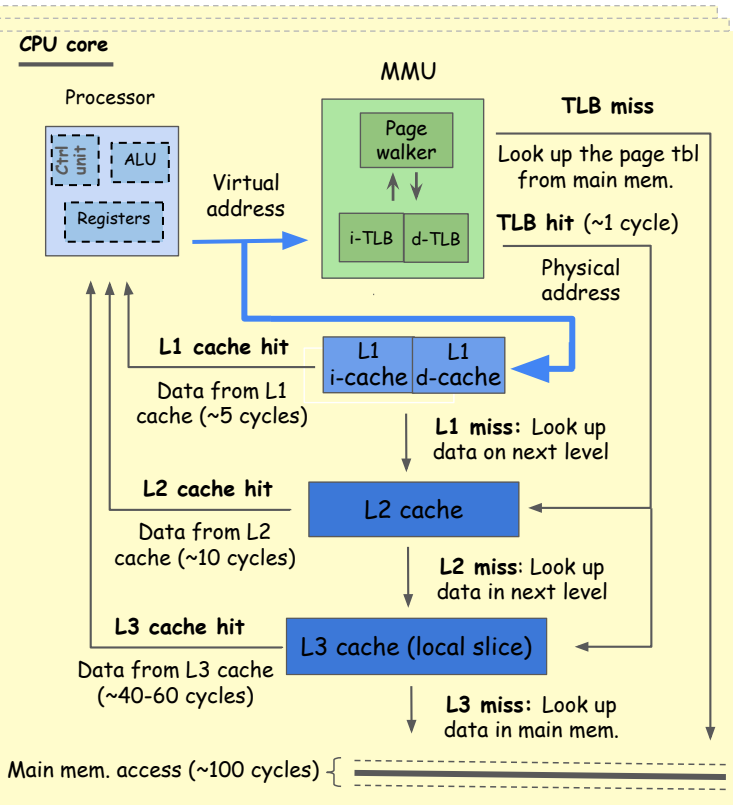 CPU core
Processor
Ctrl
unit
ALU
Registers
Virtual
address
MMU
Page
walker
i-TLB
d-TLB
TLB miss
Look up the page tbl
from main mem.
TLB hit (~1 cycle)
Physical
address
L1 cache hit
Data from L1
cache (~5 cycles)
L1
i-cache
L1
d-cache
L1 miss: Look up
data on next level
L2 cache hit
Data from L2
cache (~10 cycles)
L2 cache
L2 miss: Look up
data in next level
L3 cache hit
Data from L3 cache
(~40-60 cycles)
L3 cache (local slice)
L3 miss: Look up
data in main mem.
Main mem. access (~100 cycles)